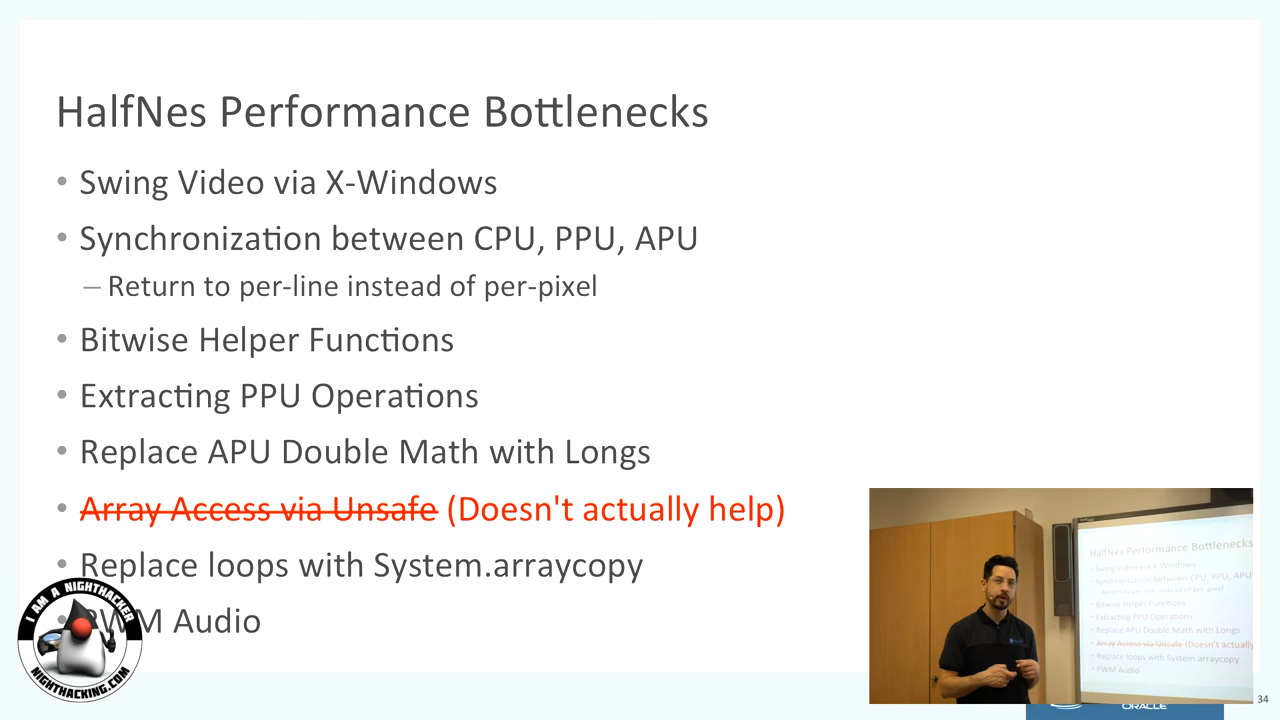 HalfNes Performance Bottlenecks
• Swing Video via X-Windows
• Synchronization between CPU, PPU, APU
– Return to per-line instead of per-pixel
• Bitwise Helper Functions
• Extracting PPU Operations
• Replace APU Double Math with Longs
• Array Access via Unsafe (Doesn't actually help)
• Replace loops with System.arraycopy
• PWM Audio
I AM A NIGHTHACKER
NIGHTHACKING.COM
HalfNes Performance Bottlenecks
• Swing Video via X-Windows
• Synchronization between CPU, PPU, APU
– Return to per-line instead of per-pixel
• Bitwise Helper Functions
• Extracting PPU Operations
• Replace APU Double Math with Longs
• Array Access via Unsafe (Doesn't actually
• Replace loops with System.arraycopy
• PWM Audio
ORACLE
34